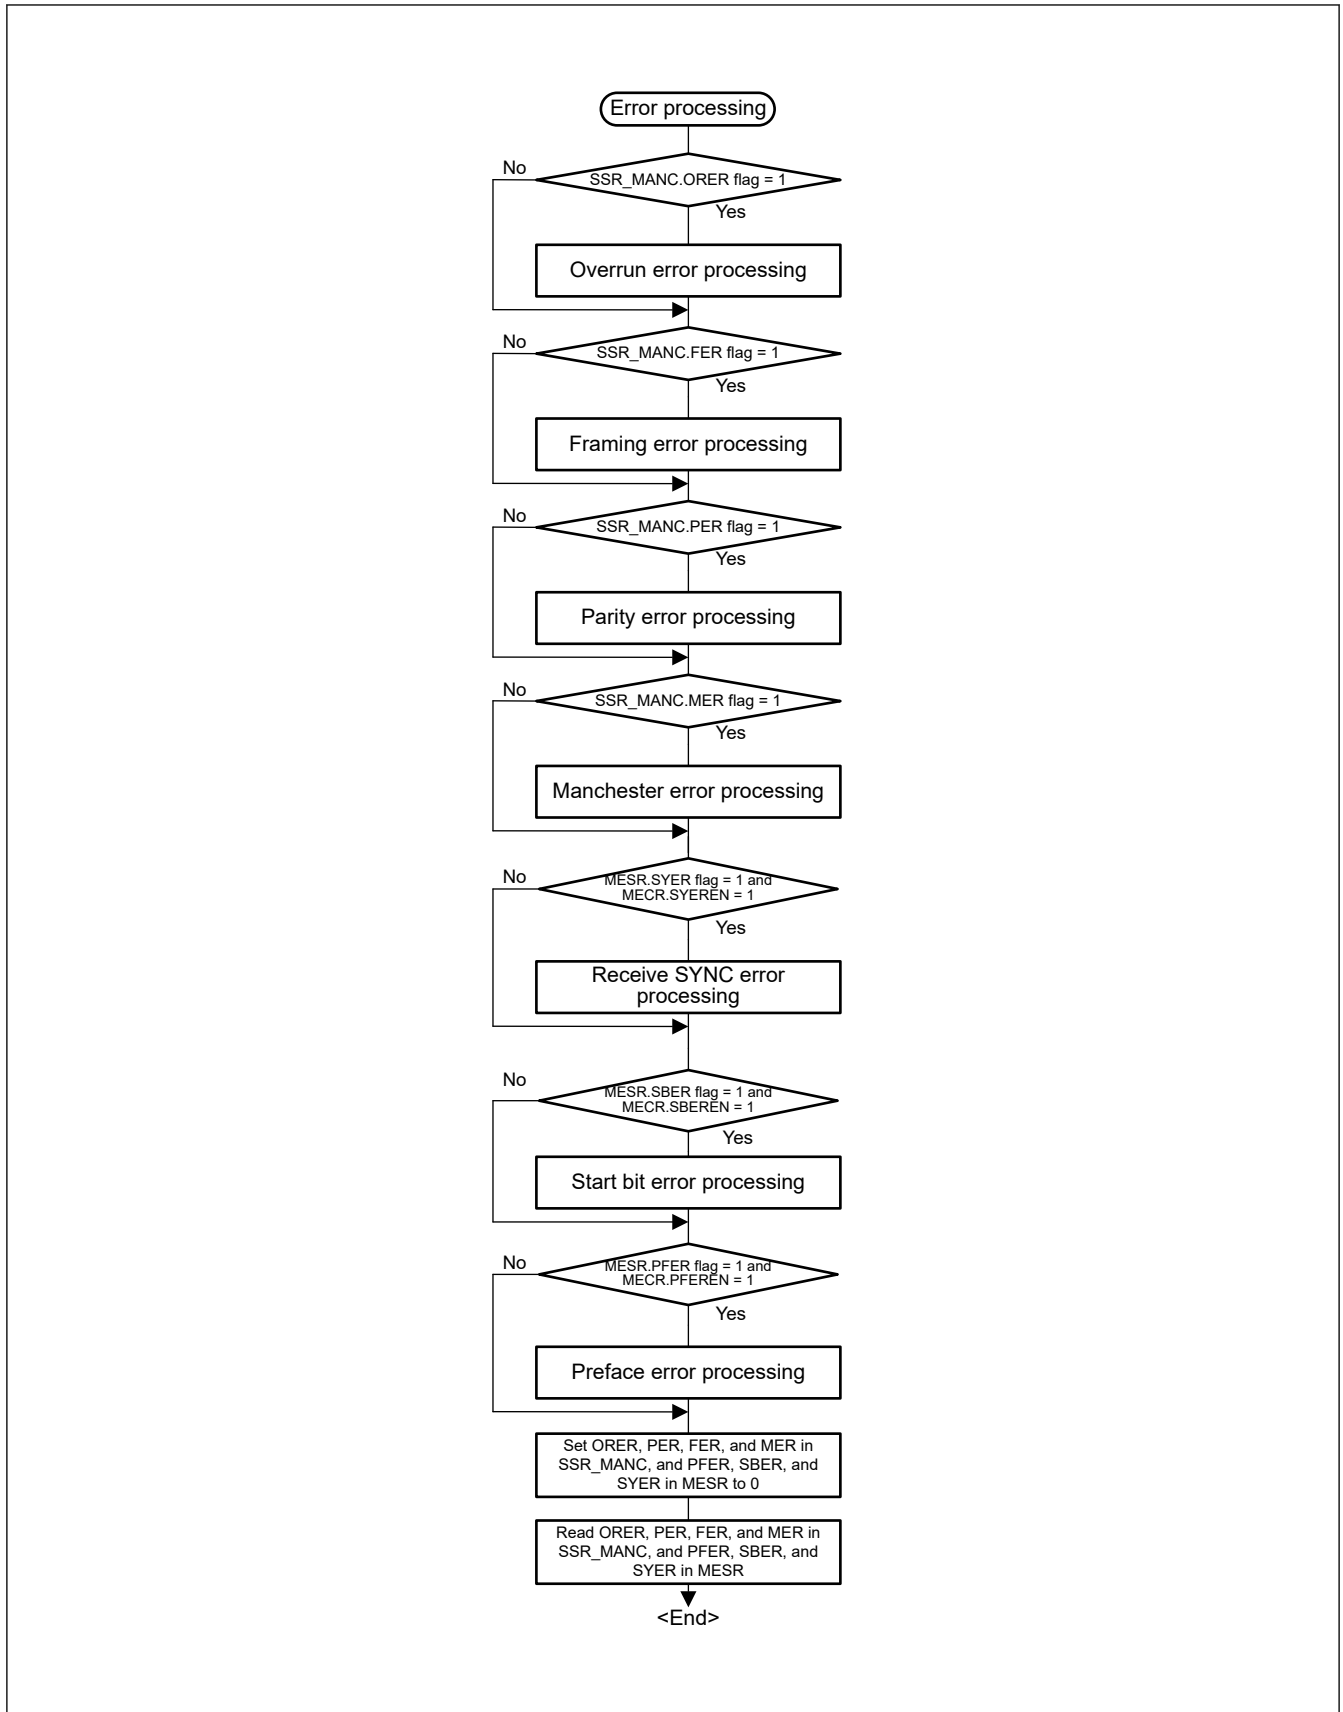 Error processing
No
SSR_MANC.ORER flag = 1
Yes
Overrun error processing
No
SSR_MANC.FER flag = 1
Yes
Framing error processing
No
SSR_MANC.PER flag = 1
Yes
Parity error processing
No
SSR_MANC.MER flag = 1
Yes
Manchester error processing
No
MESR.SYER flag = 1 and
MECR.SYEREN = 1
Yes
Receive SYNC error
processing
No
MESR.SBER flag = 1 and
MECR.SBEREN = 1
Yes
Start bit error processing
No
MESR.PFER flag = 1 and
MECR.PFEREN = 1
Yes
Preface error processing
Set ORER, PER, FER, and MER in
SSR_MANC, and PFER, SBER, and
SYER in MESR to 0
Read ORER, PER, FER, and MER in
SSR_MANC, and PFER, SBER, and
SYER in MESR
<End>